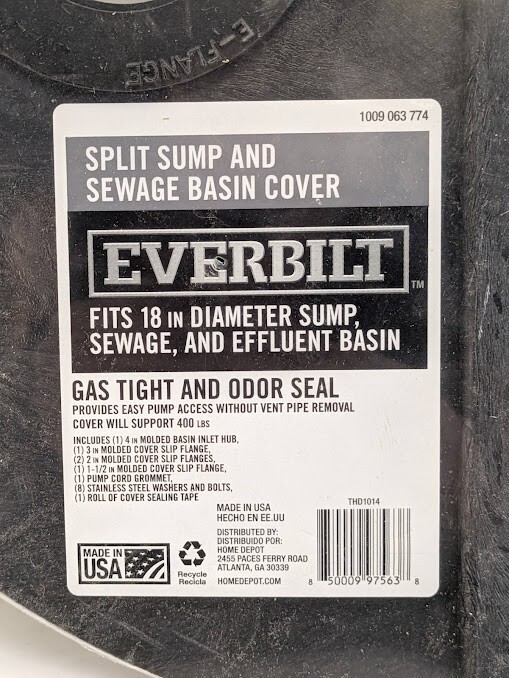 E-FLANGE
1009 063 774
SPLIT SUMP AND
SEWAGE BASIN COVER
EVERBILT
TM
FITS 18 IN DIAMETER SUMP,
SEWAGE, AND EFFLUENT BASIN
GAS TIGHT AND ODOR SEAL
PROVIDES EASY PUMP ACCESS WITHOUT VENT PIPE REMOVAL
COVER WILL SUPPORT 400 LBS
INCLUDES (1) 4 IN MOLDED BASIN INLET HUB,
(1) 3 IN MOLDED COVER SLIP FLANGE,
(2) 2 IN MOLDED COVER SLIP FLANGES,
(1) 1-1/2 IN MOLDED COVER SLIP FLANGE,
(1) PUMP CORD GROMMET,
(8) STAINLESS STEEL WASHERS AND BOLTS,
(1) ROLL OF COVER SEALING TAPE
MADE IN USA
HECHO EN EE.UU
DISTRIBUTED BY:
DISTRIBUIDO POR:
HOME DEPOT
2455 PACES FERRY ROAD
ATLANTA, GA 30339
HOMEDEPOT.COM
MADE IN
USA
Recycle
Recicla
THD1014
8 50009 97563 8